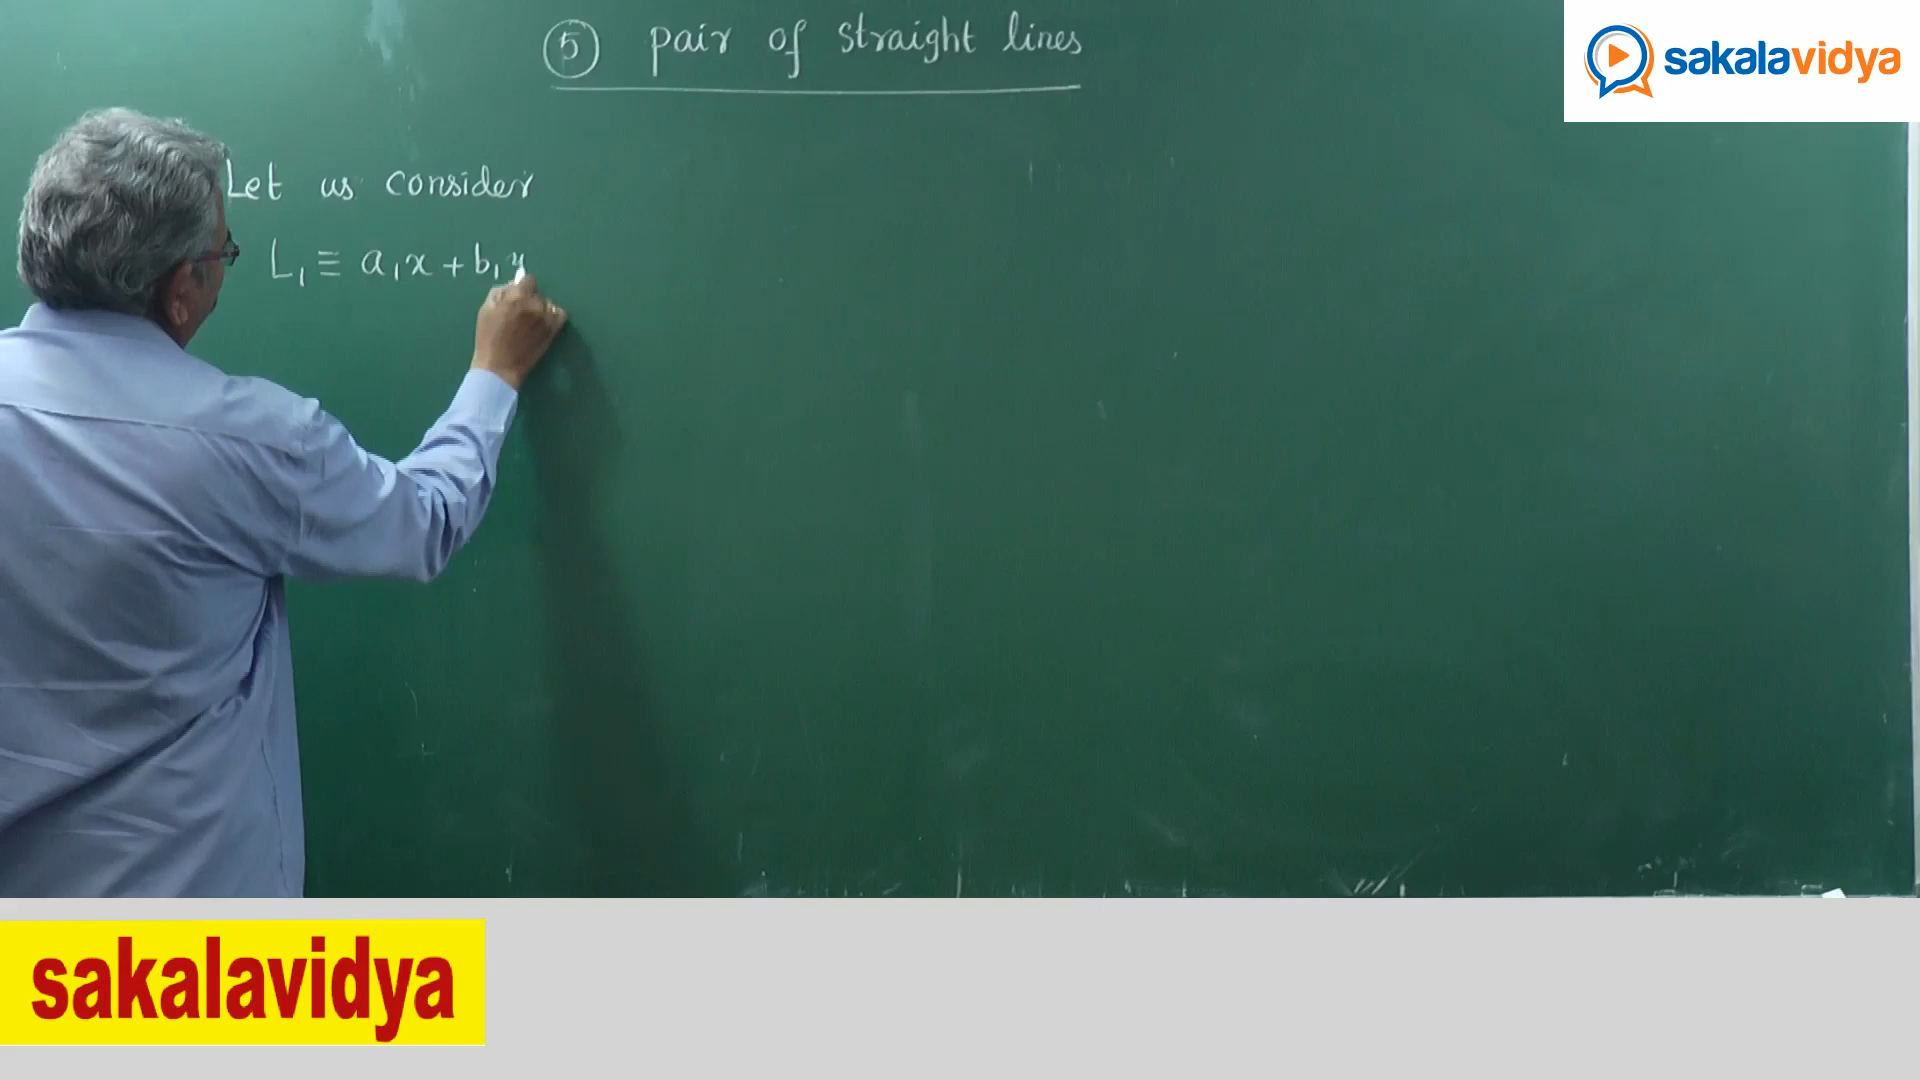 ⑤ pair of straight lines
sakalavidya
Let us consider
L₁ ≡ a₁x + b₁y
sakalavidya